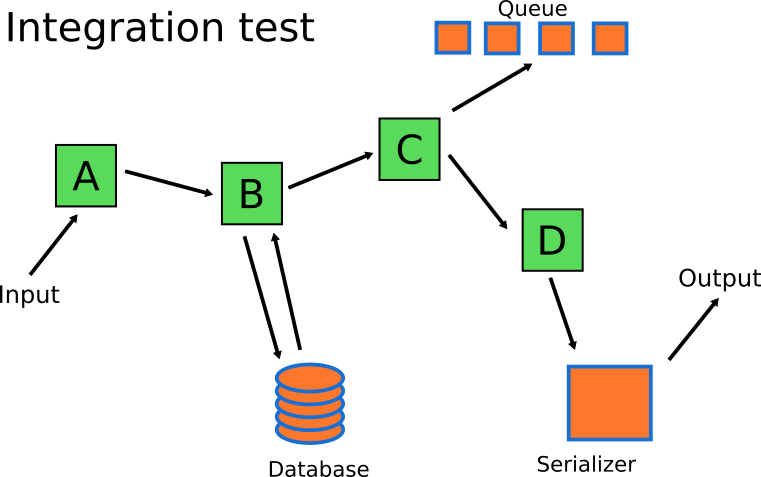 Integration test
Queue
A
B
C
D
Input
Output
Database
Serializer